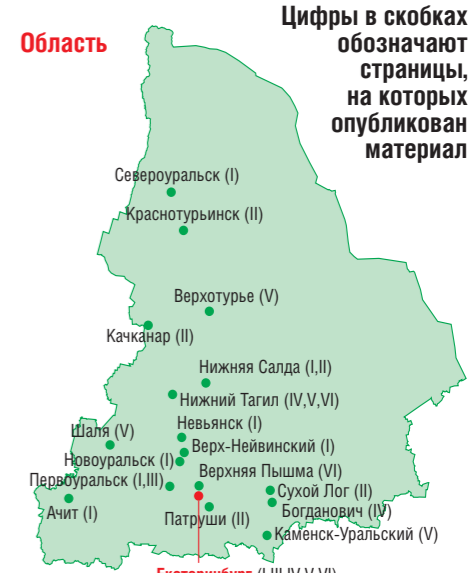 Область
Цифры в скобках
обозначают
страницы,
на которых
опубликован
материал
Североуральск (I)
Краснотурьинск (II)
Верхотурье (V)
Качканар (II)
Нижняя Салда (I,II)
Нижний Тагил (IV,V,VI)
Невьянск (I)
Шаля (V)
Верх-Нейвинский (I)
Новоуральск (I)
Верхняя Пышма (VI)
Первоуральск (I,III)
Сухой Лог (II)
Богданович (IV)
Ачит (I)
Патруши (II)
Каменск-Уральский (V)
Екатеринбург